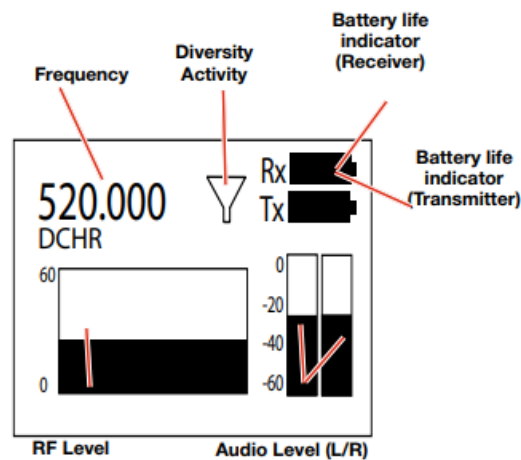 Battery life
indicator
(Receiver)
Diversity
Activity
Frequency
Battery life
indicator
(Transmitter)
Rx
Tx
520.000
DCHR
60
0
0
-20
-40
-60
RF Level
Audio Level (L/R)